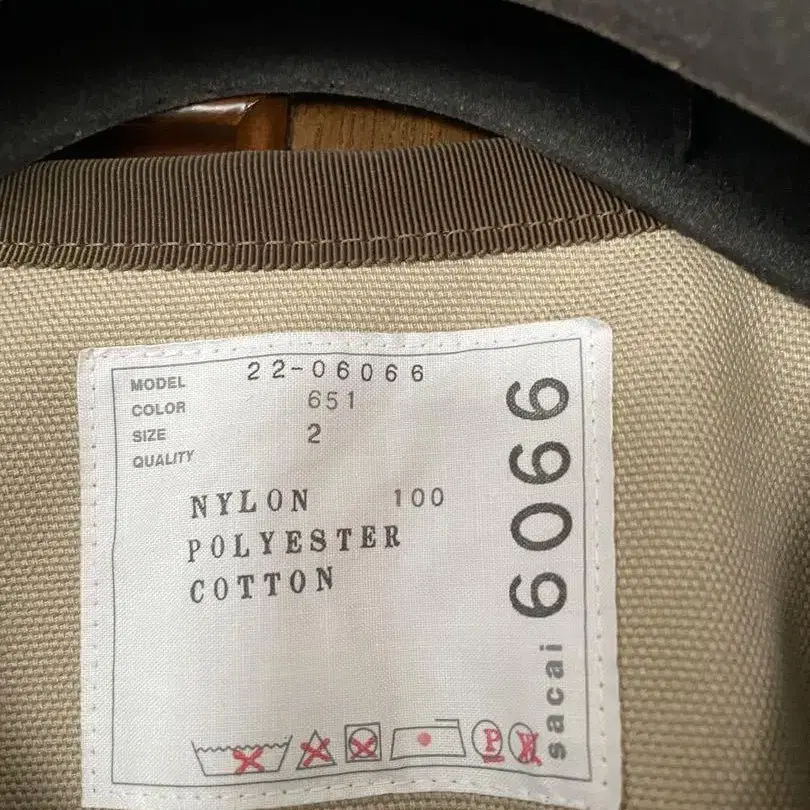 MODEL 22-06066
COLOR 651
SIZE 2
QUALITY
NYLON 100
POLYESTER
COTTON
P
W
sacai 6066